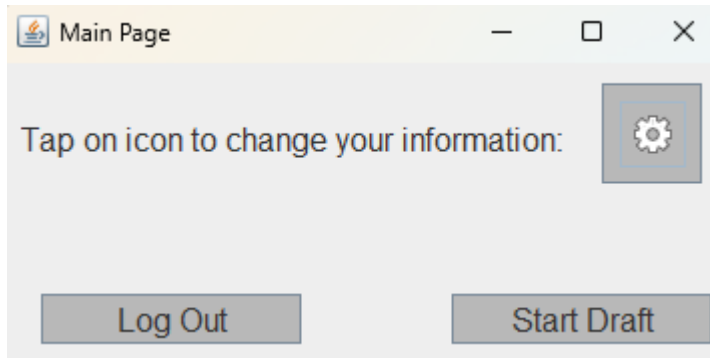 Main Page
Tap on icon to change your information:
Log Out
Start Draft